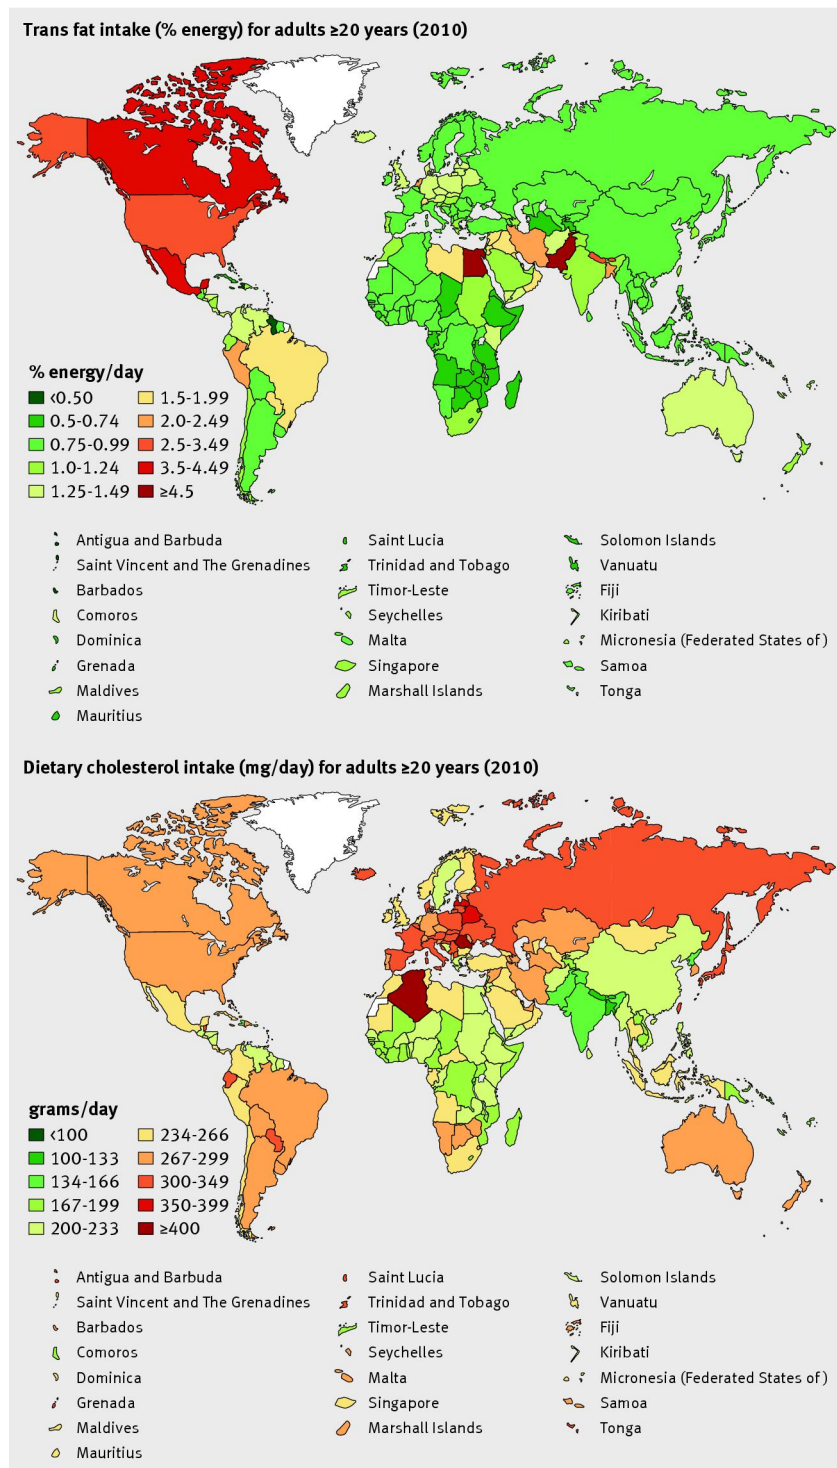 Trans fat intake (% energy) for adults ≥20 years (2010)
% energy/day
<0.50
0.5-0.74
0.75-0.99
1.0-1.24
1.25-1.49
1.5-1.99
2.0-2.49
2.5-3.49
3.5-4.49
≥4.5
Antigua and Barbuda
Saint Vincent and The Grenadines
Barbados
Comoros
Dominica
Grenada
Maldives
Mauritius
Saint Lucia
Trinidad and Tobago
Timor-Leste
Seychelles
Malta
Singapore
Marshall Islands
Solomon Islands
Vanuatu
Fiji
Kiribati
Micronesia (Federated States of)
Samoa
Tonga
Dietary cholesterol intake (mg/day) for adults ≥20 years (2010)
grams/day
<100
100-133
134-166
167-199
200-233
234-266
267-299
300-349
350-399
≥400
Antigua and Barbuda
Saint Vincent and The Grenadines
Barbados
Comoros
Dominica
Grenada
Maldives
Mauritius
Saint Lucia
Trinidad and Tobago
Timor-Leste
Seychelles
Malta
Singapore
Marshall Islands
Solomon Islands
Vanuatu
Fiji
Kiribati
Micronesia (Federated States of)
Samoa
Tonga